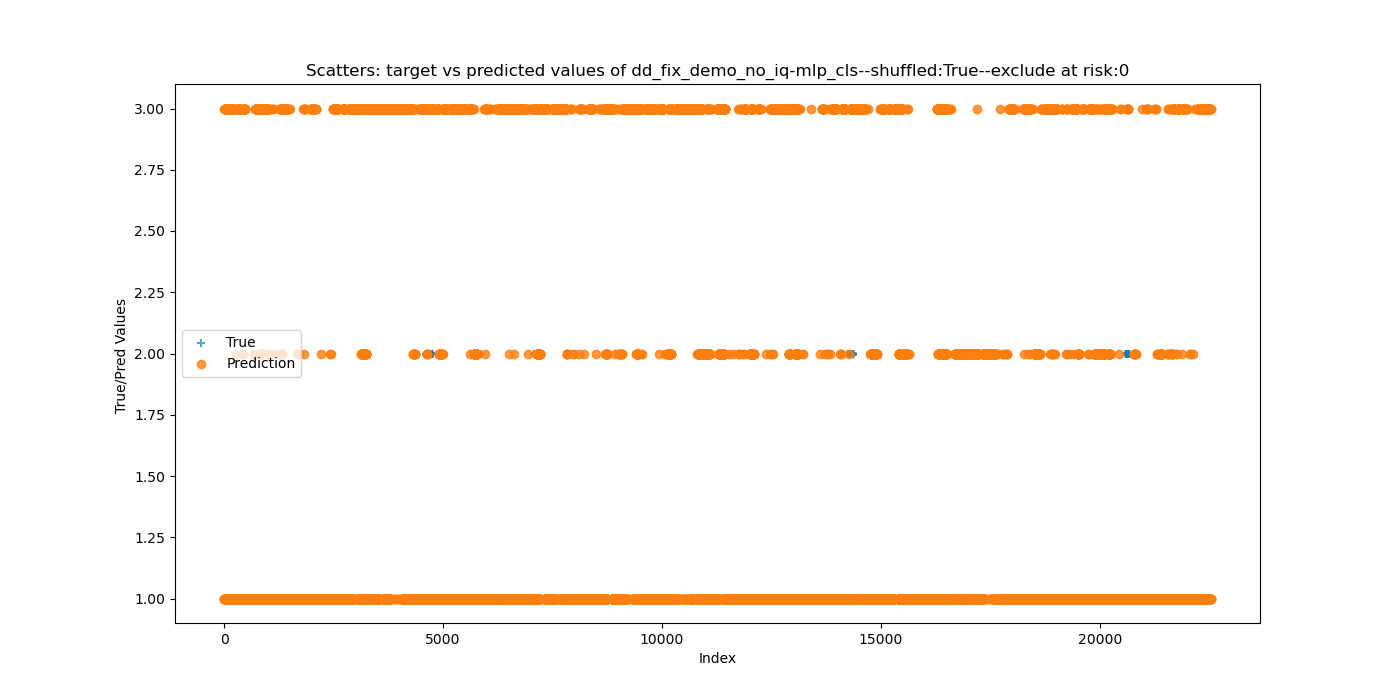 Scatters: target vs predicted values of dd_fix_demo_no_iq-mlp_cls--shuffled:True--exclude at risk:0
3.00
2.75
2.50
2.25
2.00
1.75
1.50
1.25
1.00
True/Pred Values
True
Prediction
0
5000
10000
15000
20000
Index